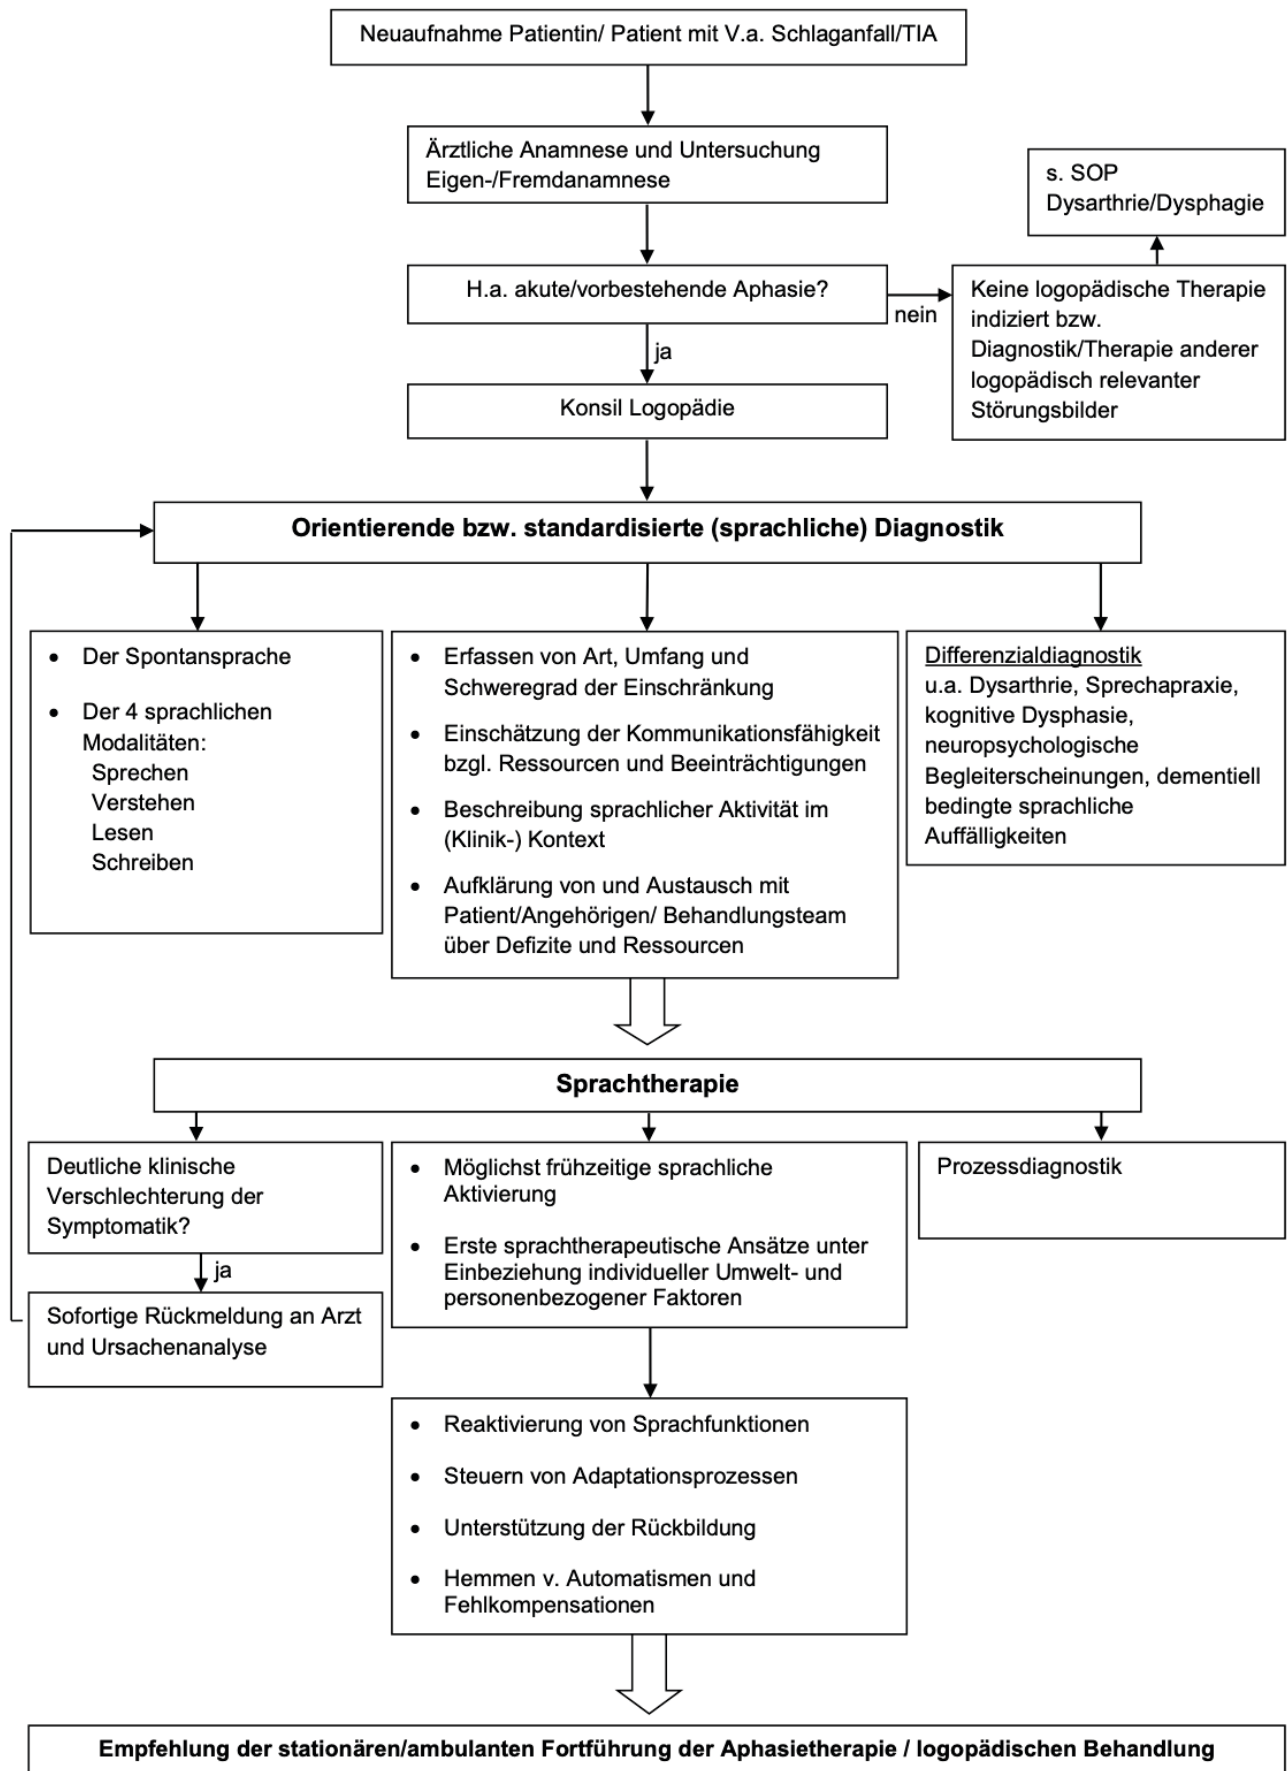 Neuaufnahme Patientin/ Patient mit V.a. Schlaganfall/TIA
Ärztliche Anamnese und Untersuchung
Eigen-/Fremdanamnese
s. SOP
Dysarthrie/Dysphagie
H.a. akute/vorbestehende Aphasie?
nein
Keine logopädische Therapie
indiziert bzw.
Diagnostik/Therapie anderer
logopädisch relevanter
Störungsbilder
ja
Konsil Logopädie
Orientierende bzw. standardisierte (sprachliche) Diagnostik
• Der Spontansprache
• Der 4 sprachlichen
Modalitäten:
Sprechen
Verstehen
Lesen
Schreiben
• Erfassen von Art, Umfang und
Schweregrad der Einschränkung
• Einschätzung der Kommunikationsfähigkeit
bzgl. Ressourcen und Beeinträchtigungen
• Beschreibung sprachlicher Aktivität im
(Klinik-) Kontext
• Aufklärung von und Austausch mit
Patient/Angehörigen/ Behandlungsteam
über Defizite und Ressourcen
Differenzialdiagnostik
u.a. Dysarthrie, Sprechapraxie,
kognitive Dysphasie,
neuropsychologische
Begleiterscheinungen, dementiell
bedingte sprachliche
Auffälligkeiten
Sprachtherapie
Deutliche klinische
Verschlechterung der
Symptomatik?
ja
Sofortige Rückmeldung an Arzt
und Ursachenanalyse
• Möglichst frühzeitige sprachliche
Aktivierung
• Erste sprachtherapeutische Ansätze unter
Einbeziehung individueller Umwelt- und
personenbezogener Faktoren
Prozessdiagnostik
• Reaktivierung von Sprachfunktionen
• Steuern von Adaptationsprozessen
• Unterstützung der Rückbildung
• Hemmen v. Automatismen und
Fehlkompensationen
Empfehlung der stationären/ambulanten Fortführung der Aphasietherapie / logopädischen Behandlung